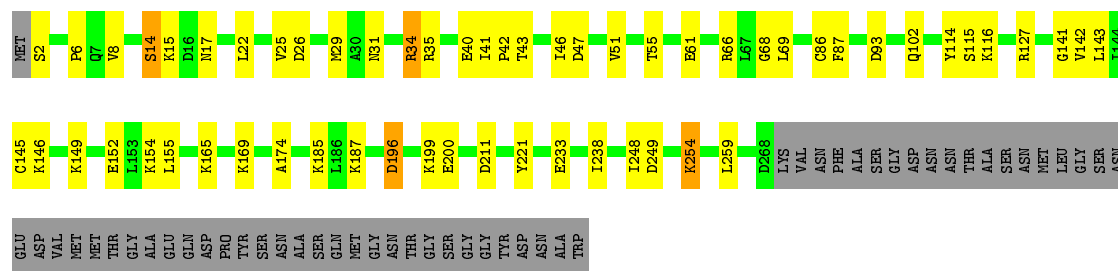 MET S2 P6 Q7 V8 S14 K15 D16 N17 L22 V25 D26 M29 A30 N31 R34 R35 E40 I41 P42 T43 I46 D47 V51 T55 E61 R66 L67 G68 L69 C86 F87 D93 Q102 Y114 S115 K116 R127 G141 V142 L143 I144
C145 K146 K149 E152 L153 K154 L155 K165 K169 A174 K185 L186 K187 D196 K199 E200 D211 Y221 E233 I238 I248 D249 K254 L259 D268 LYS VAL ASN PHE ALA SER GLY ASP ASN ASN THR ALA SER ASN MET LEU GLY SER ASN
GLU ASP VAL MET MET THR GLY ALA GLU GLN ASP PRO TYR SER ASN ALA SER GLN MET GLY ASN THR GLY SER GLY GLY TYR ASP ASN ALA TRP